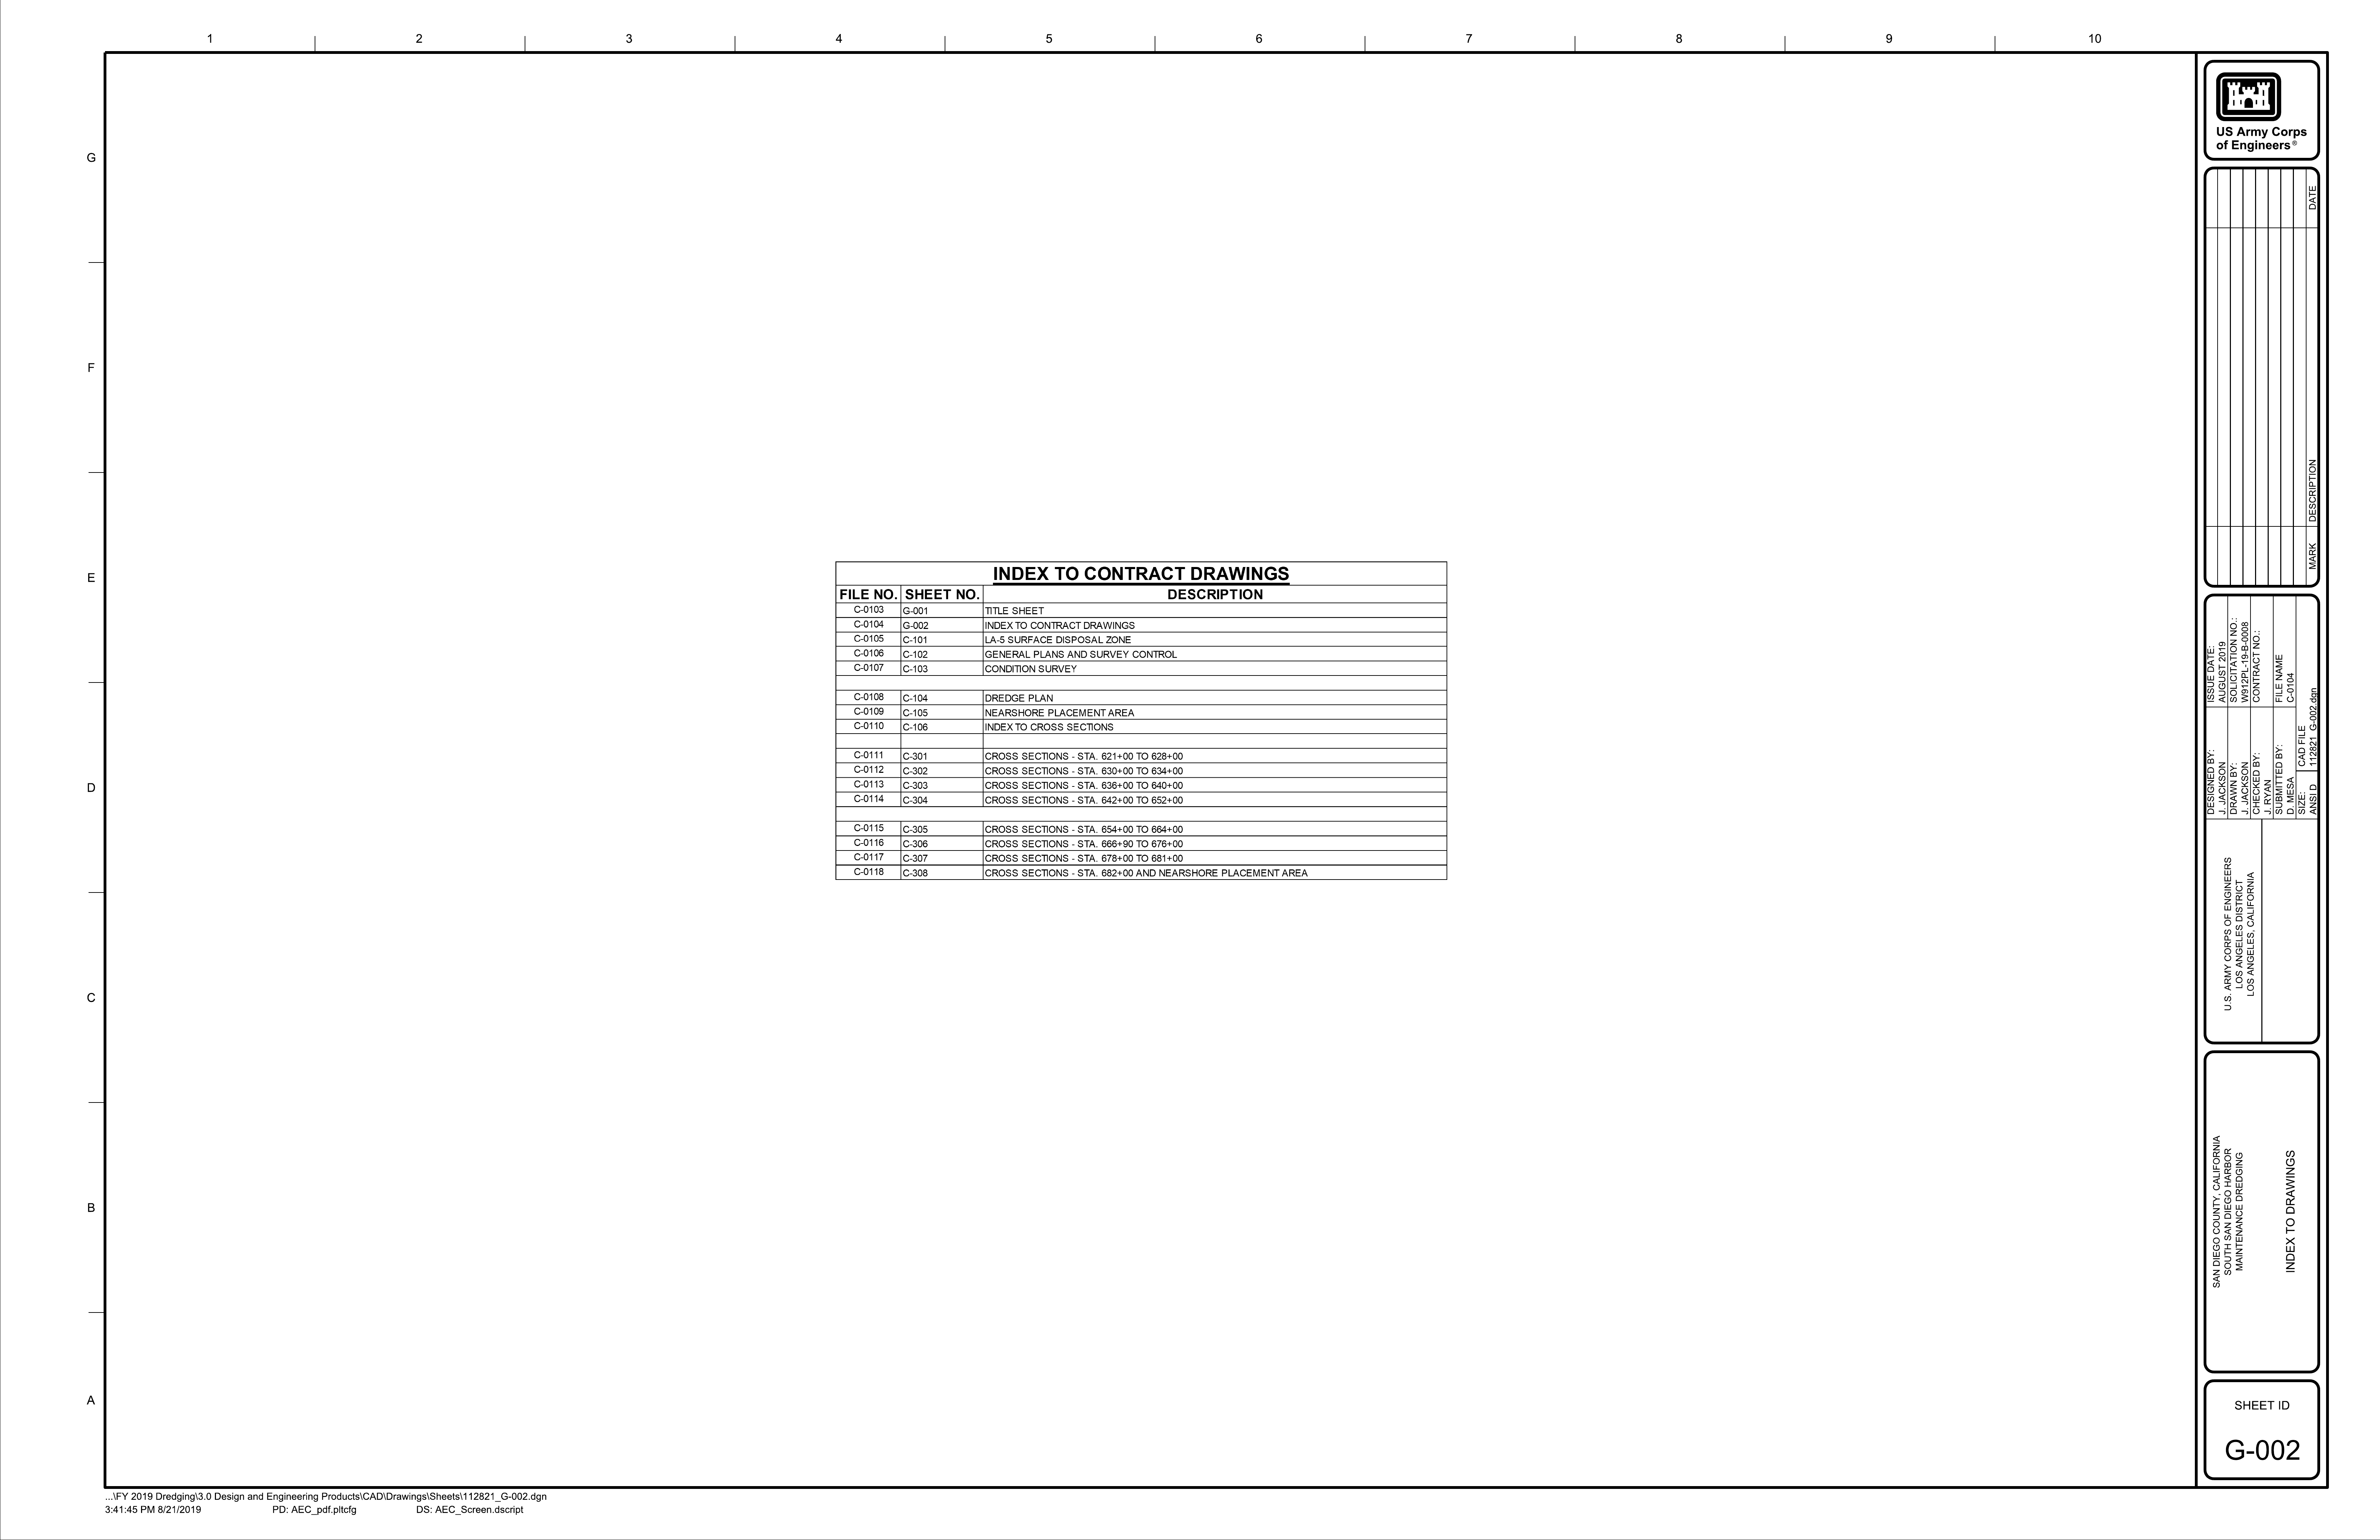 1 2 3 4 5 6 7 8 9 10
G
F
E
D
C
B
A
INDEX TO CONTRACT DRAWINGS
FILE NO. SHEET NO. DESCRIPTION
C-0103 G-001 TITLE SHEET
C-0104 G-002 INDEX TO CONTRACT DRAWINGS
C-0105 C-101 LA-5 SURFACE DISPOSAL ZONE
C-0106 C-102 GENERAL PLANS AND SURVEY CONTROL
C-0107 C-103 CONDITION SURVEY
C-0108 C-104 DREDGE PLAN
C-0109 C-105 NEARSHORE PLACEMENT AREA
C-0110 C-106 INDEX TO CROSS SECTIONS
C-0111 C-301 CROSS SECTIONS - STA. 621+00 TO 628+00
C-0112 C-302 CROSS SECTIONS - STA. 630+00 TO 634+00
C-0113 C-303 CROSS SECTIONS - STA. 636+00 TO 640+00
C-0114 C-304 CROSS SECTIONS - STA. 642+00 TO 652+00
C-0115 C-305 CROSS SECTIONS - STA. 654+00 TO 664+00
C-0116 C-306 CROSS SECTIONS - STA. 666+90 TO 676+00
C-0117 C-307 CROSS SECTIONS - STA. 678+00 TO 681+00
C-0118 C-308 CROSS SECTIONS - STA. 682+00 AND NEARSHORE PLACEMENT AREA
US Army Corps
of Engineers®
MARK DESCRIPTION DATE
DESIGNED BY:
J. JACKSON
DRAWN BY:
J. JACKSON
CHECKED BY:
J. RYAN
SUBMITTED BY:
D. MESA
SIZE:
ANSI D
ISSUE DATE:
AUGUST 2019
SOLICITATION NO.:
W912PL-19-B-0008
CONTRACT NO.:
FILE NAME
C-0104
CAD FILE
112821_G-002.dgn
U.S. ARMY CORPS OF ENGINEERS
LOS ANGELES DISTRICT
LOS ANGELES, CALIFORNIA
SAN DIEGO COUNTY, CALIFORNIA
SOUTH SAN DIEGO HARBOR
MAINTENANCE DREDGING
INDEX TO DRAWINGS
SHEET ID
G-002
...\FY 2019 Dredging\3.0 Design and Engineering Products\CAD\Drawings\Sheets\112821_G-002.dgn
3:41:45 PM 8/21/2019 PD: AEC_pdf.pltcfg DS: AEC_Screen.dscript